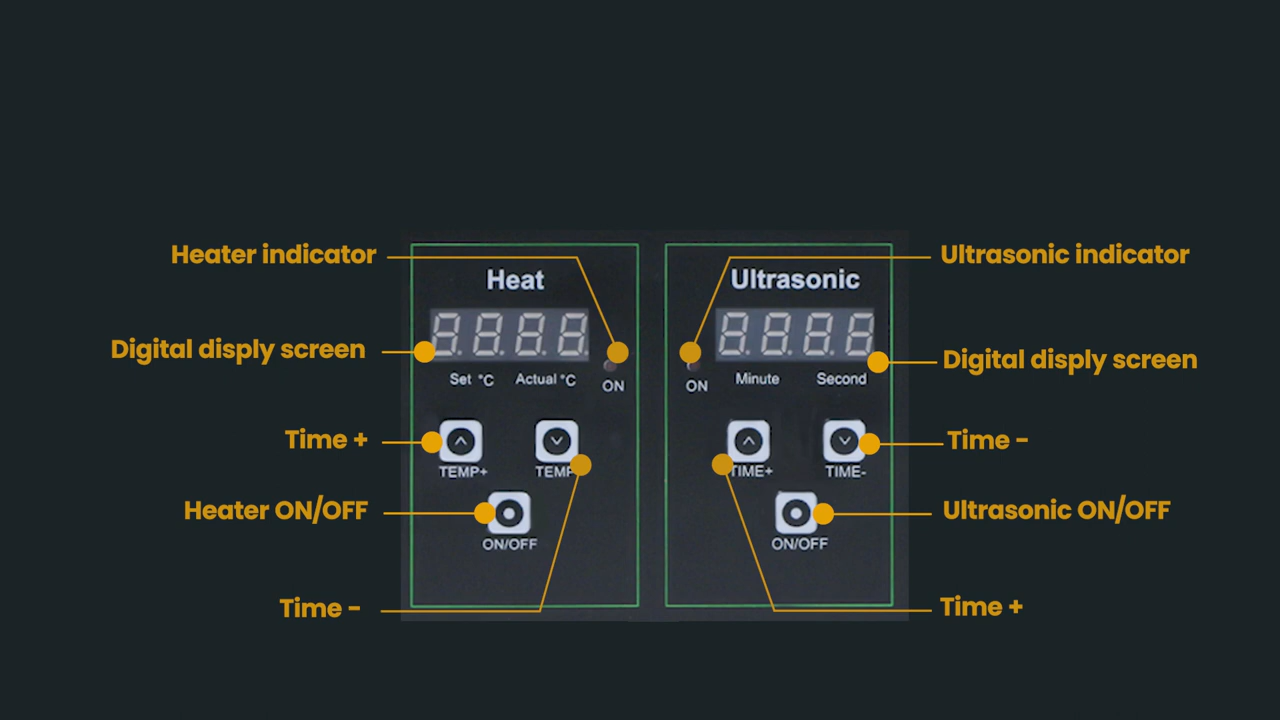 Heater indicator
Ultrasonic indicator
Heat
Ultrasonic
Digital disply screen
Digital disply screen
Set °C Actual °C
ON
ON
Minute Second
Time +
Time -
TEMP+
TEMP
TIME+
TIME-
Heater ON/OFF
Ultrasonic ON/OFF
ON/OFF
ON/OFF
Time -
Time +